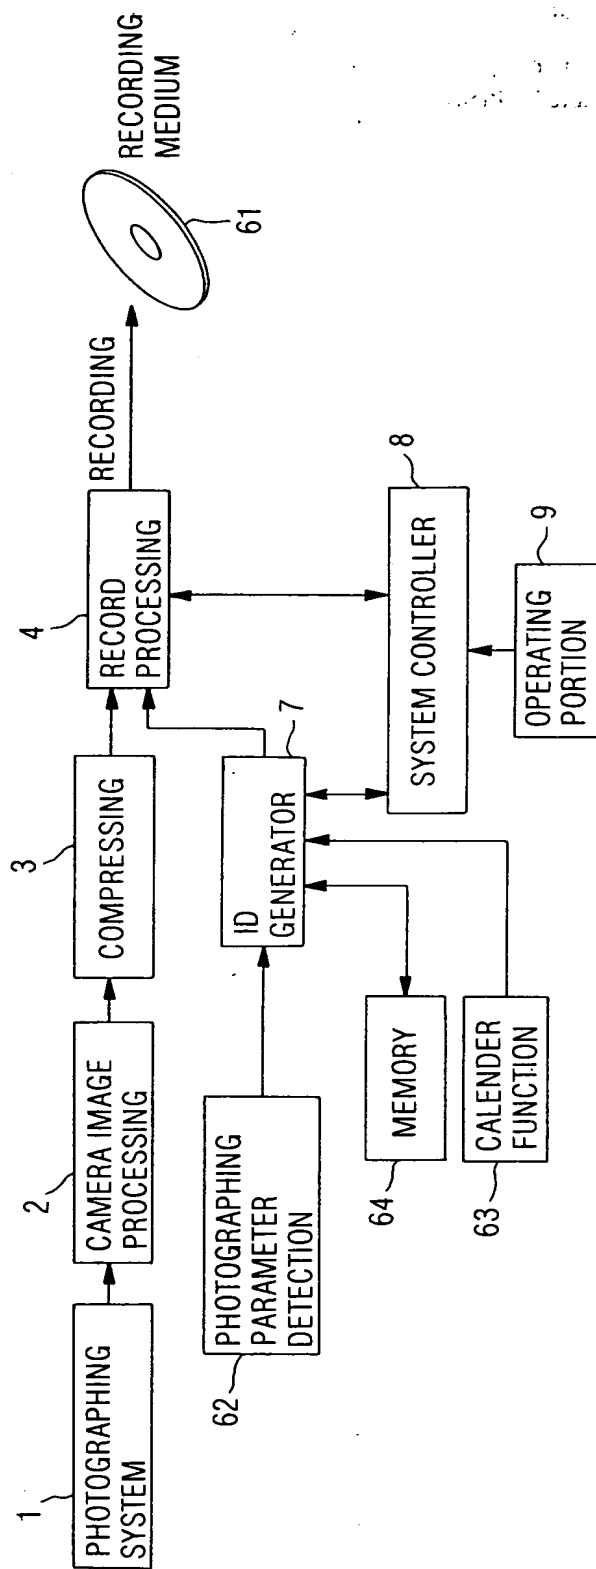 1
PHOTOGRAPHING
SYSTEM
2
CAMERA IMAGE
PROCESSING
3
COMPRESSING
4
RECORD
PROCESSING
RECORDING
RECORDING
MEDIUM
61
62
PHOTOGRAPHING
PARAMETER
DETECTION
7
ID
GENERATOR
8
SYSTEM CONTROLLER
64
MEMORY
63
CALENDER
FUNCTION
9
OPERATING
PORTION